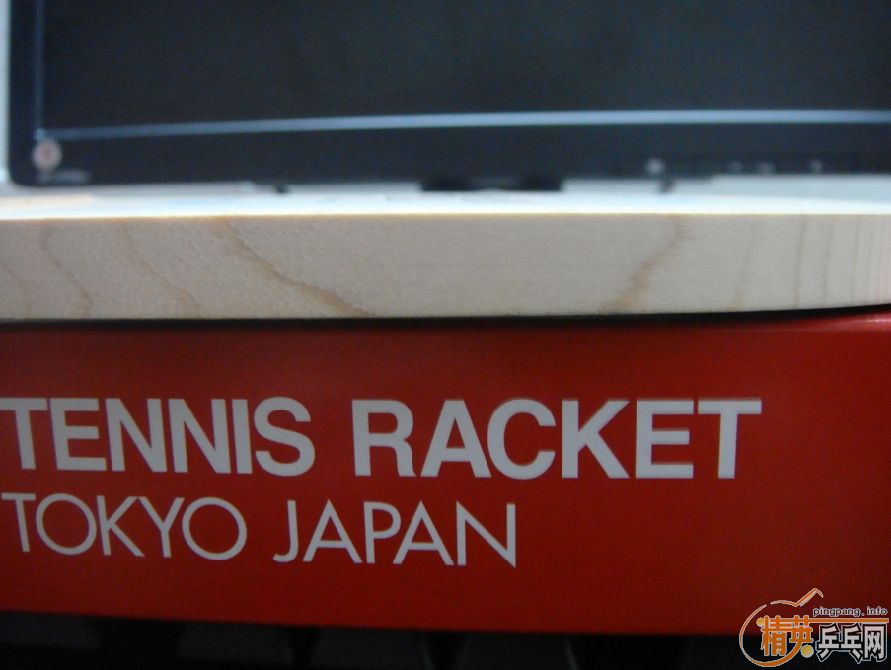 TENNIS RACKET
TOKYO JAPAN
pingpang.info
精英乒乓网